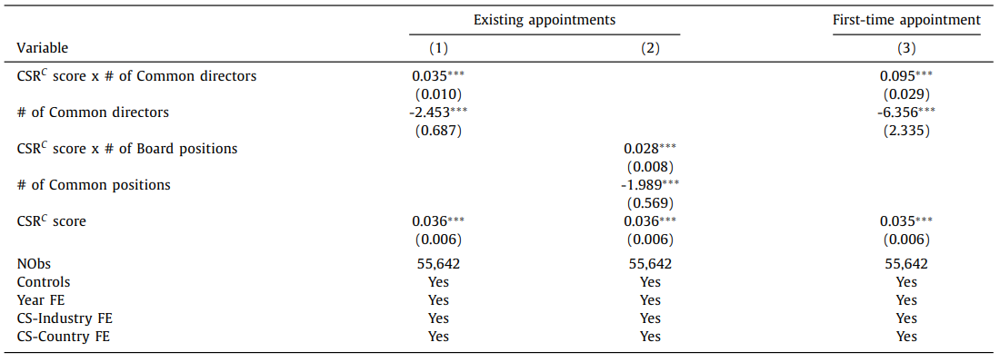 Existing appointments First-time appointment
Variable (1) (2) (3)
CSR^C score x # of Common directors 0.035*** 0.095***
(0.010) (0.029)
# of Common directors -2.453*** -6.356***
(0.687) (2.335)
CSR^C score x # of Board positions 0.028***
(0.008)
# of Common positions -1.989***
(0.569)
CSR^C score 0.036*** 0.036*** 0.035***
(0.006) (0.006) (0.006)
NObs 55,642 55,642 55,642
Controls Yes Yes Yes
Year FE Yes Yes Yes
CS-Industry FE Yes Yes Yes
CS-Country FE Yes Yes Yes